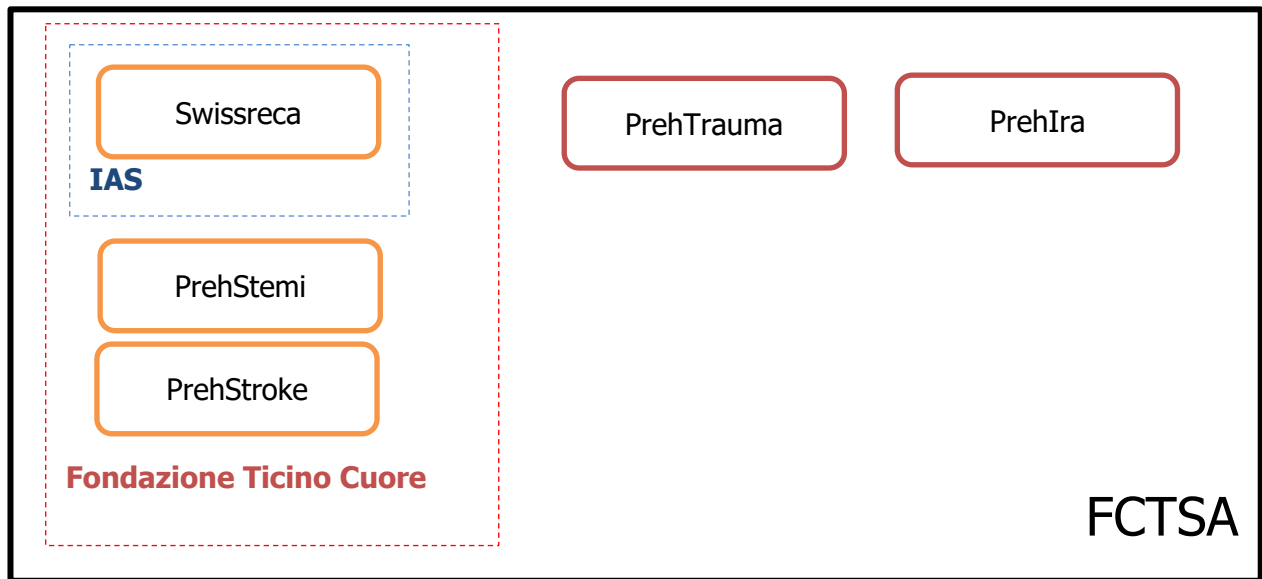 Swissreca
IAS
PrehStemi
PrehStroke
Fondazione Ticino Cuore
PrehTrauma
PrehIra
FCTSA